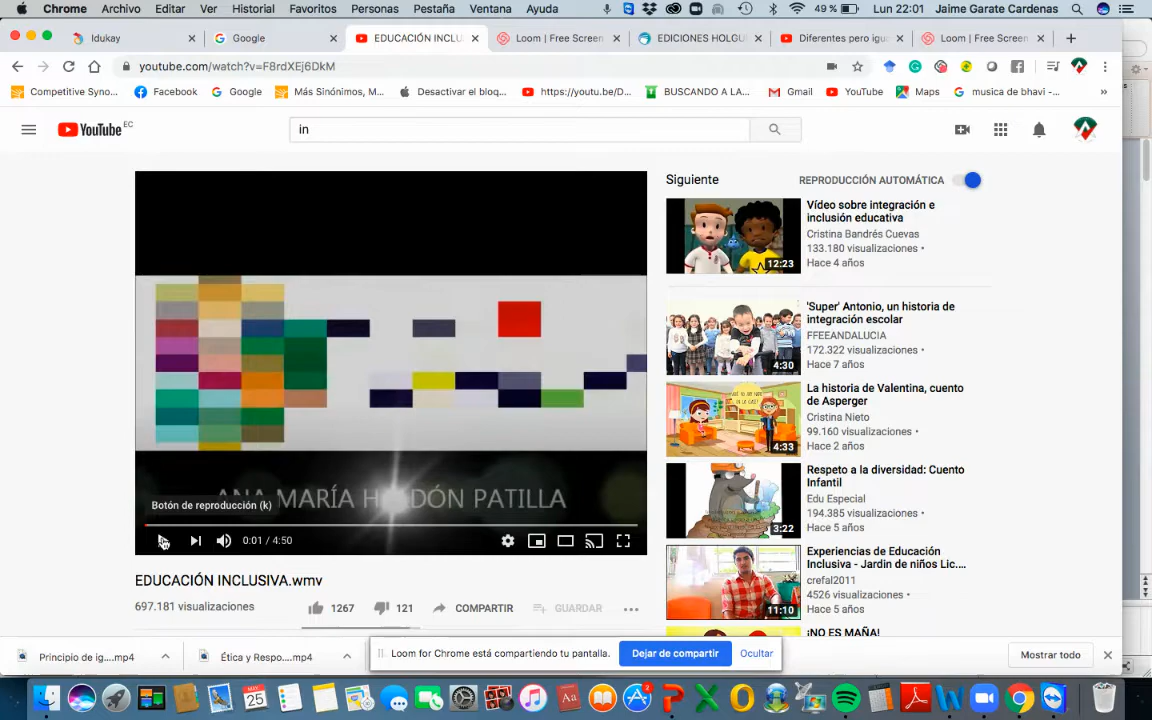 Chrome Archivo Editar Ver Historial Favoritos Personas Pestaña Ventana Ayuda 49 % Lun 22:01 Jaime Garate Cardenas
Idukay Google EDUCACIÓN INCLU Loom | Free Screen EDICIONES HOLGU Diferentes pero igu Loom | Free Screen
youtube.com/watch?v=F8rdXEj6DkM
Competitive Syno... Facebook Google Más Sinónimos, M... Desactivar el bloq... https://youtu.be/D... BUSCANDO A LA... Gmail YouTube Maps musica de bhavi -... »
YouTube EC
in
Siguiente REPRODUCCIÓN AUTOMÁTICA
Vídeo sobre integración e
inclusión educativa
Cristina Bandrés Cuevas
133.180 visualizaciones •
Hace 4 años
12:23
'Super' Antonio, un historia de
integración escolar
FFEEANDALUCIA
172.322 visualizaciones •
Hace 7 años
4:30
La historia de Valentina, cuento
de Asperger
Cristina Nieto
99.160 visualizaciones •
Hace 2 años
4:33
Respeto a la diversidad: Cuento
Infantil
Edu Especial
194.385 visualizaciones •
Hace 5 años
3:22
Experiencias de Educación
Inclusiva - Jardin de niños Lic....
crefal2011
4526 visualizaciones •
Hace 5 años
11:10
¡NO ES MAÑA!
ANA MARÍA PATILLA
Botón de reproducción (k)
0:01 / 4:50
EDUCACIÓN INCLUSIVA.wmv
697.181 visualizaciones 1267 121 COMPARTIR GUARDAR
Principio de ig....mp4 Ética y Respo....mp4 Loom for Chrome está compartiendo tu pantalla. Dejar de compartir Ocultar Mostrar todo
MAY
25
2